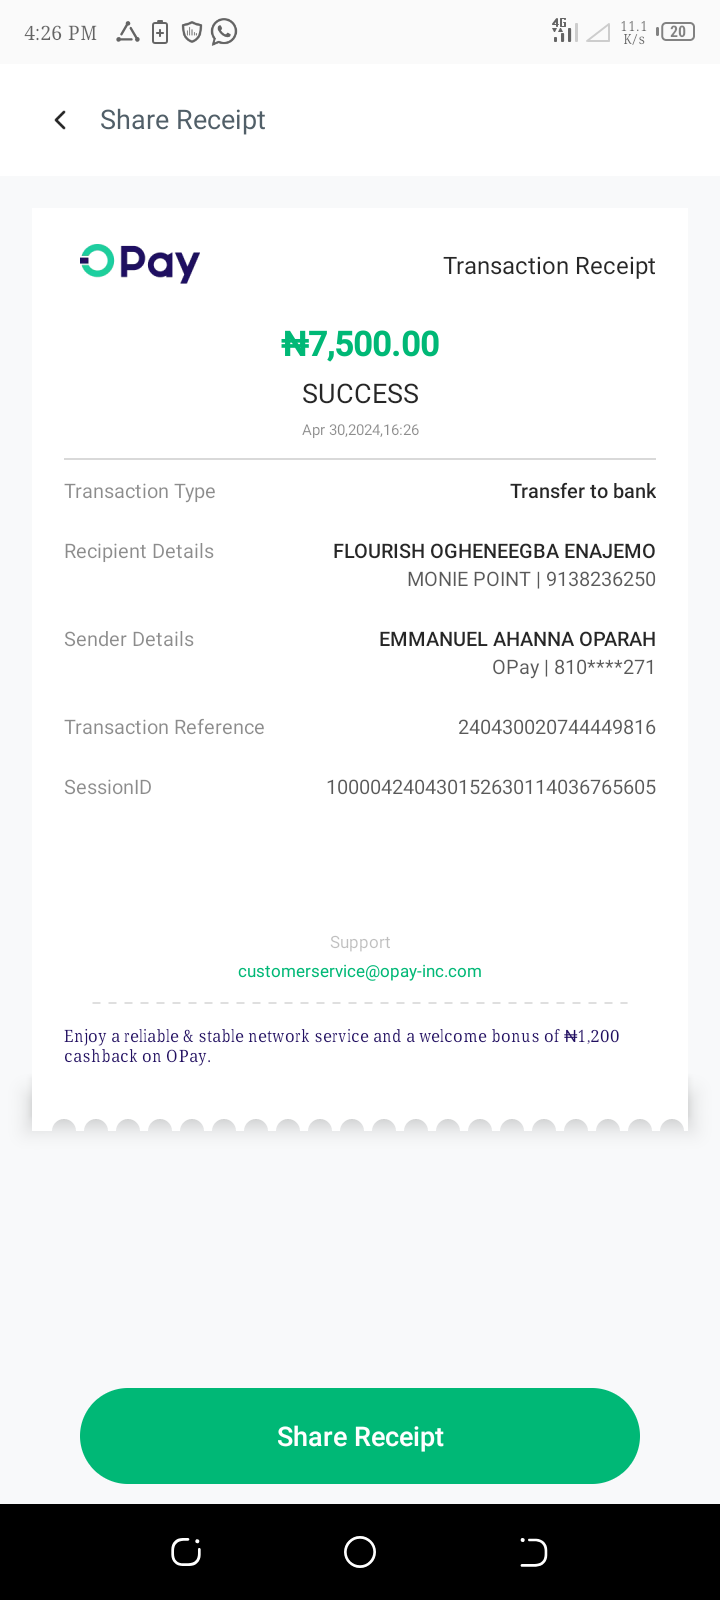 4:26 PM
4G
11.1
K/s
20
Share Receipt
OPay
Transaction Receipt
₦7,500.00
SUCCESS
Apr 30,2024,16:26
Transaction Type
Transfer to bank
Recipient Details
FLOURISH OGHENEEGBA ENAJEMO
MONIE POINT | 9138236250
Sender Details
EMMANUEL AHANNA OPARAH
OPay | 810****271
Transaction Reference
240430020744449816
SessionID
100004240430152630114036765605
Support
customerservice@opay-inc.com
Enjoy a reliable & stable network service and a welcome bonus of ₦1,200
cashback on OPay.
Share Receipt